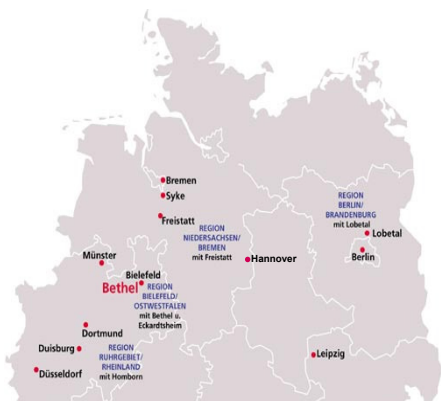 Bremen
Syke
Freistatt
REGION
NIEDERSACHSEN/
BREMEN
mit Freistatt
Hannover
REGION
BERLIN/
BRANDENBURG
mit Lobetal
Lobetal
Berlin
Münster
Bielefeld
Bethel
REGION
BIELEFELD/
OSTWESTFALEN
mit Bethel u.
Eckardtsheim
Dortmund
Duisburg
Düsseldorf
REGION
RUHRGEBIET/
RHEINLAND
mit Homborn
Leipzig